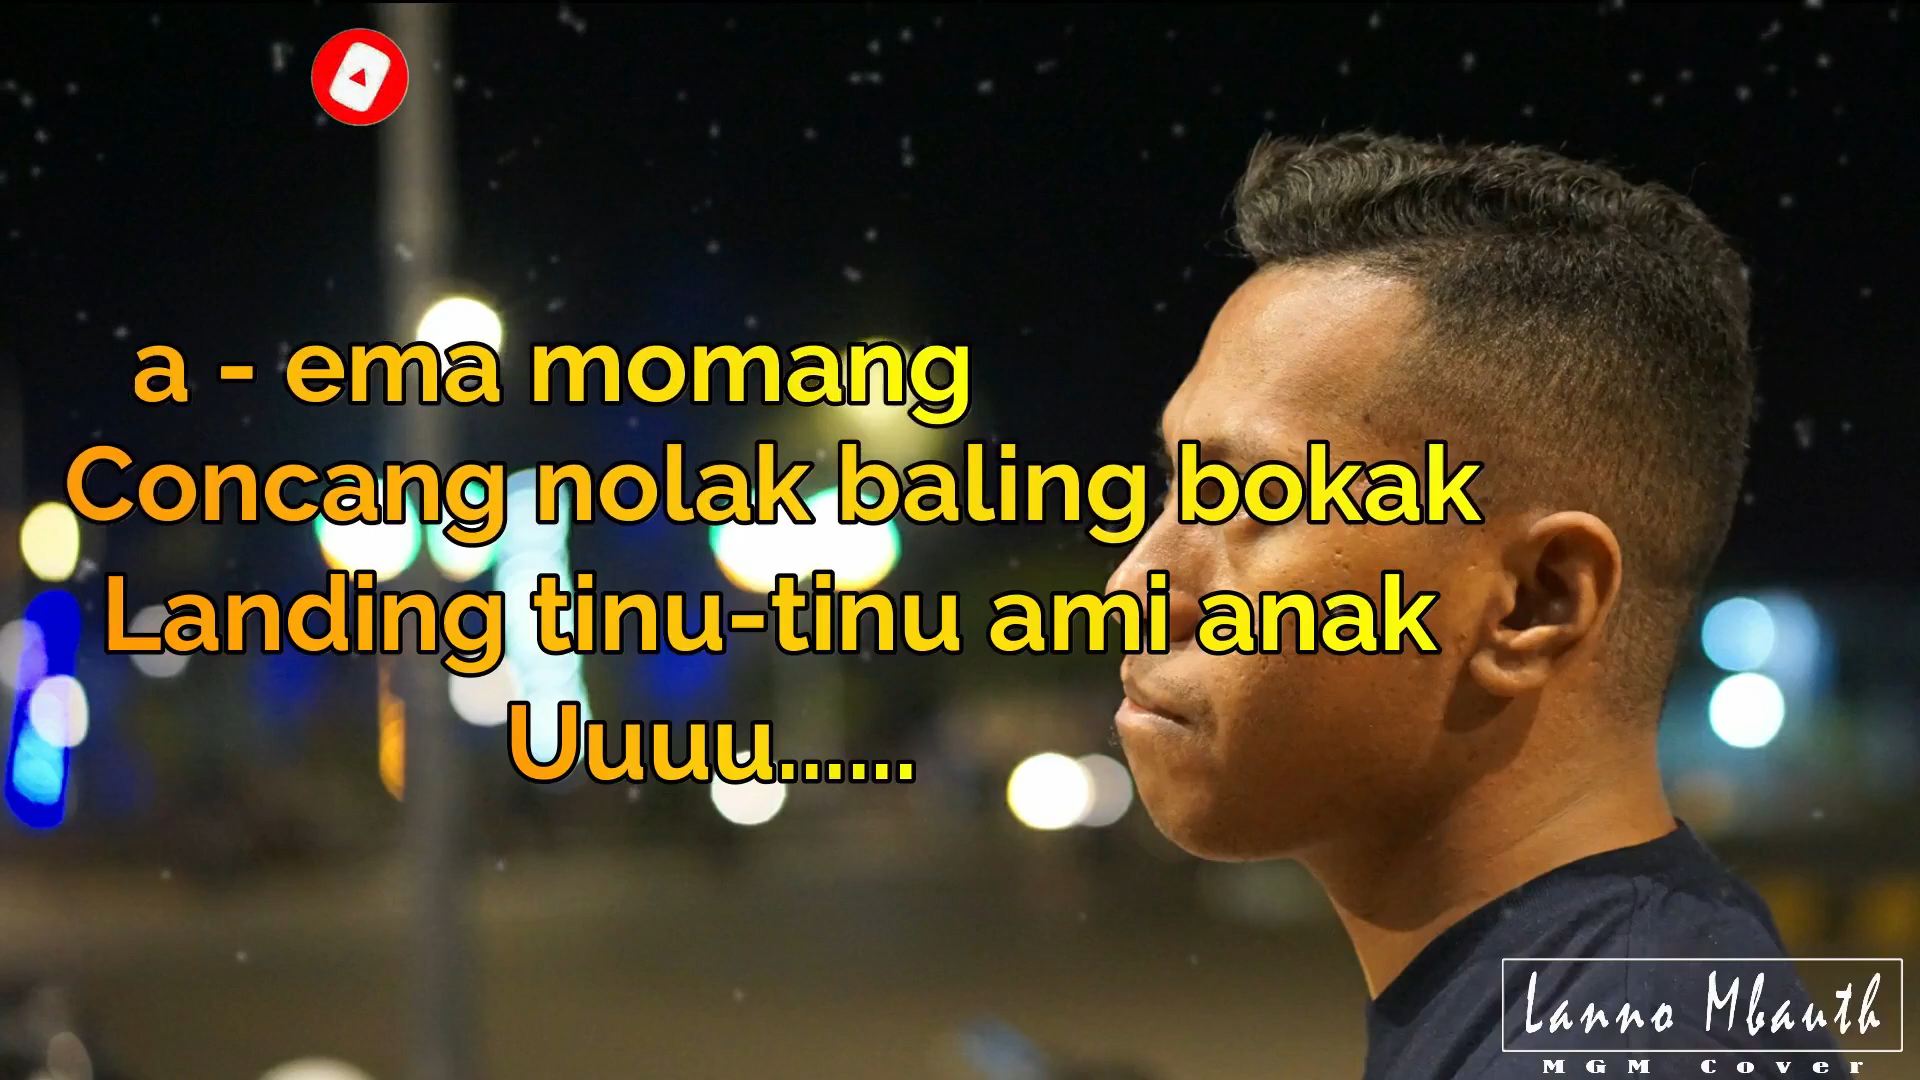 a - ema momang
Concang nolak baling bokak
Landing tinu-tinu ami anak
Uuuu......
Lanno Mbauth
MGM Cover